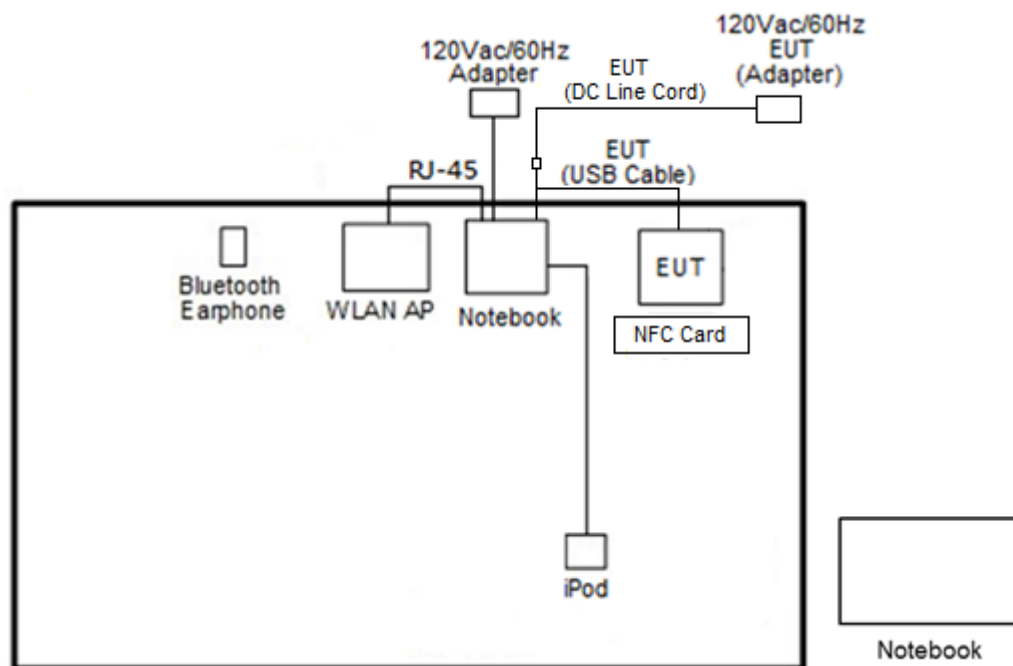 120Vac/60Hz
EUT
(Adapter)
120Vac/60Hz
Adapter
EUT
(DC Line Cord)
RJ-45
EUT
(USB Cable)
Bluetooth
Earphone
WLAN AP
Notebook
EUT
NFC Card
iPod
Notebook